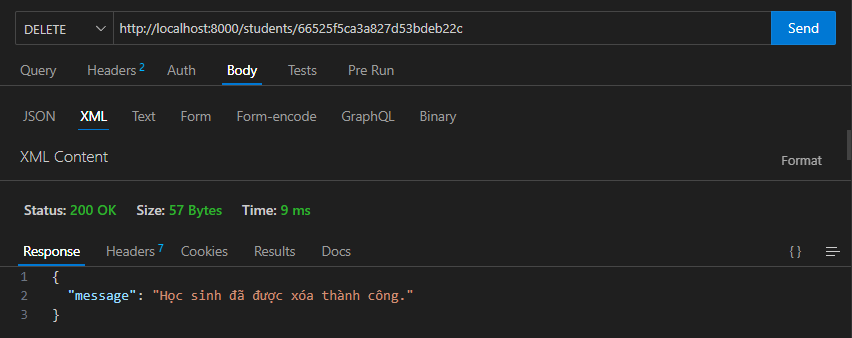 DELETE http://localhost:8000/students/66525f5ca3a827d53bdeb22c Send
Query Headers 2 Auth Body Tests Pre Run
JSON XML Text Form Form-encode GraphQL Binary
XML Content Format
Status: 200 OK Size: 57 Bytes Time: 9 ms
Response Headers 7 Cookies Results Docs {}
1 {
2 "message": "Học sinh đã được xóa thành công."
3 }